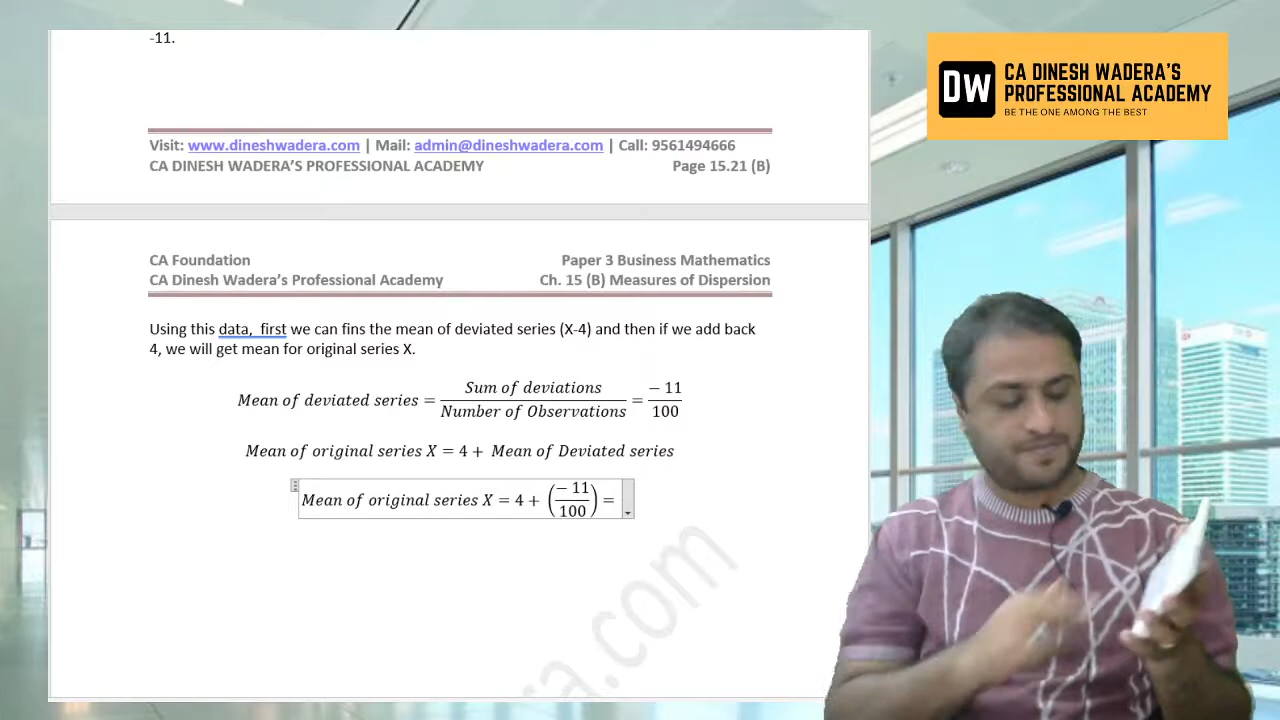 -11.
DW
CA DINESH WADERA'S
PROFESSIONAL ACADEMY
BE THE ONE AMONG THE BEST
Visit: www.dineshwadera.com | Mail: admin@dineshwadera.com | Call: 9561494666
CA DINESH WADERA'S PROFESSIONAL ACADEMY Page 15.21 (B)
CA Foundation Paper 3 Business Mathematics
CA Dinesh Wadera's Professional Academy Ch. 15 (B) Measures of Dispersion
Using this data, first we can fins the mean of deviated series (X-4) and then if we add back
4, we will get mean for original series X.
Mean of deviated series = Sum of deviations / Number of Observations = -11 / 100
Mean of original series X = 4 + Mean of Deviated series
Mean of original series X = 4 + (-11 / 100) =
a.com